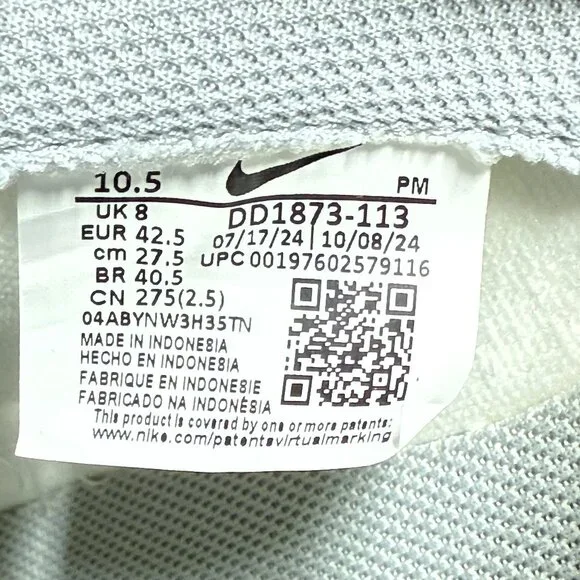 10.5 PM
UK 8 DD1873-113
EUR 42.5 07/17/24 | 10/08/24
cm 27.5 UPC 00197602579116
BR 40.5
CN 275(2.5)
04ABYNW3H35TN
MADE IN INDONESIA
HECHO EN INDONESIA
FABRIQUE EN INDONESIE
FABRICADO NA INDONÉSIA
This product is covered by one or more patents
www.nike.com/patentsvirtualmarking